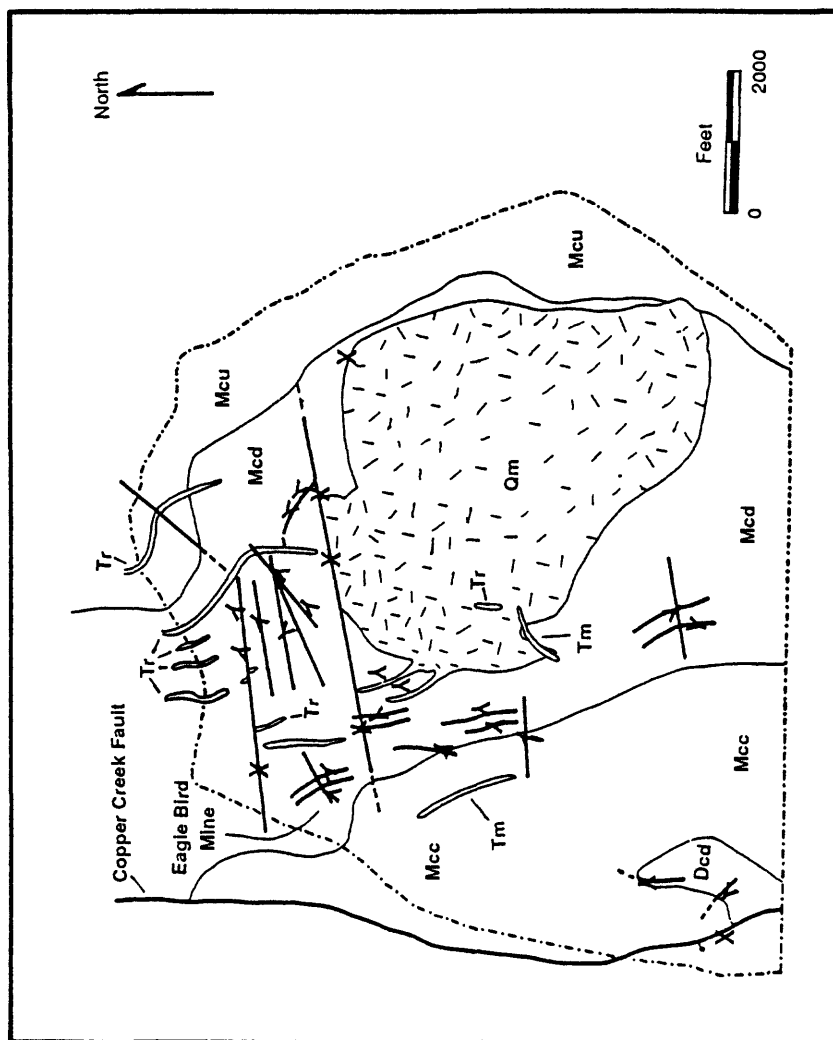 North
Feet
0
2000
Copper Creek Fault
Eagle Bird
Mine
Tr
Tr
Tr
Tr
Mcu
Mcu
Mcd
Mcd
Qm
Tm
Tm
Mcc
Mcc
Dcd